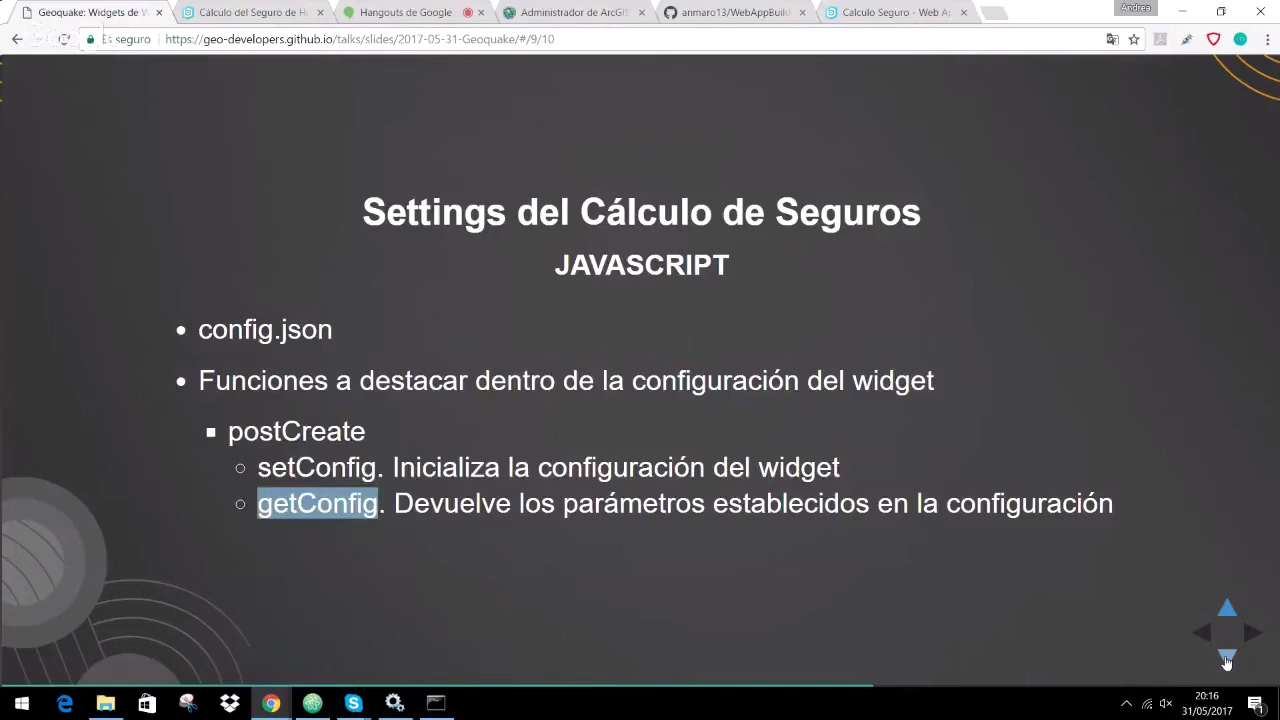 Geoquake: Widgets de W
Cálculo del Seguro de H
Hangouts de Google
Administrador de ArcGIS
anmaro13/WebAppBuild
Calculo Seguro - Web Ap
Andrea
seguro
https://geo-developers.github.io/talks/slides/2017-05-31-Geoquake/#/9/10
Settings del Cálculo de Seguros
JAVASCRIPT
config.json
Funciones a destacar dentro de la configuración del widget
postCreate
setConfig. Inicializa la configuración del widget
getConfig. Devuelve los parámetros establecidos en la configuración
20:16
31/05/2017
1